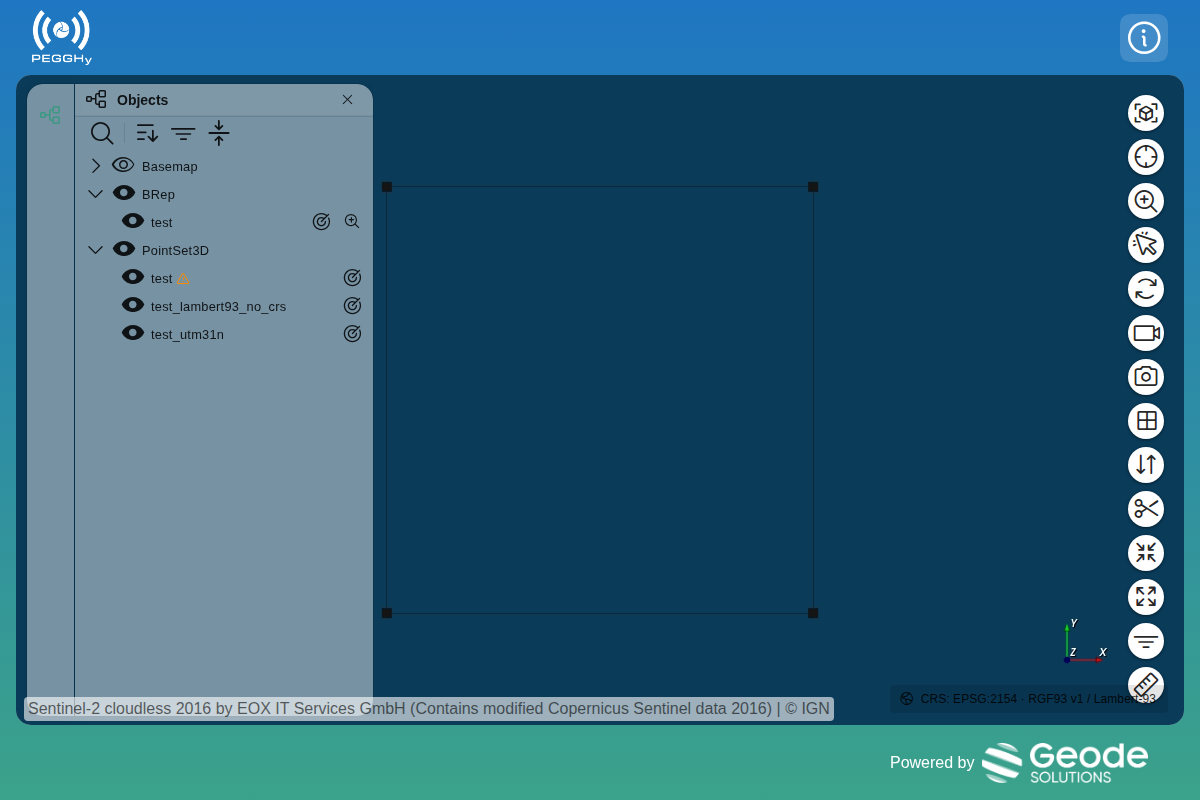 PEGGHy
Objects
Basemap
BRep
test
PointSet3D
test
test_lambert93_no_crs
test_utm31n
Y
Z X
CRS: EPSG:2154 · RGF93 v1 / Lambert-93
Sentinel-2 cloudless 2016 by EOX IT Services GmbH (Contains modified Copernicus Sentinel data 2016) | © IGN
Powered by Geode
SOLUTIONS